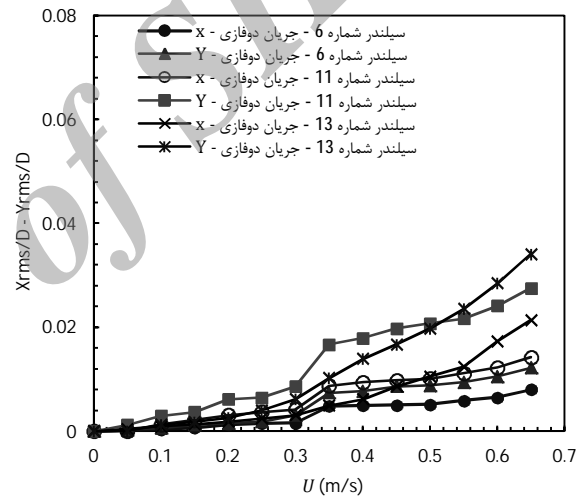 0.08
0.06
0.04
0.02
0
Xrms/D - Yrms/D
سیلندر شماره 6 - جریان دوفازی - x
سیلندر شماره 6 - جریان دوفازی - Y
سیلندر شماره 11 - جریان دوفازی - x
سیلندر شماره 11 - جریان دوفازی - Y
سیلندر شماره 13 - جریان دوفازی - x
سیلندر شماره 13 - جریان دوفازی - Y
of
0 0.1 0.2 0.3 0.4 0.5 0.6 0.7
U (m/s)